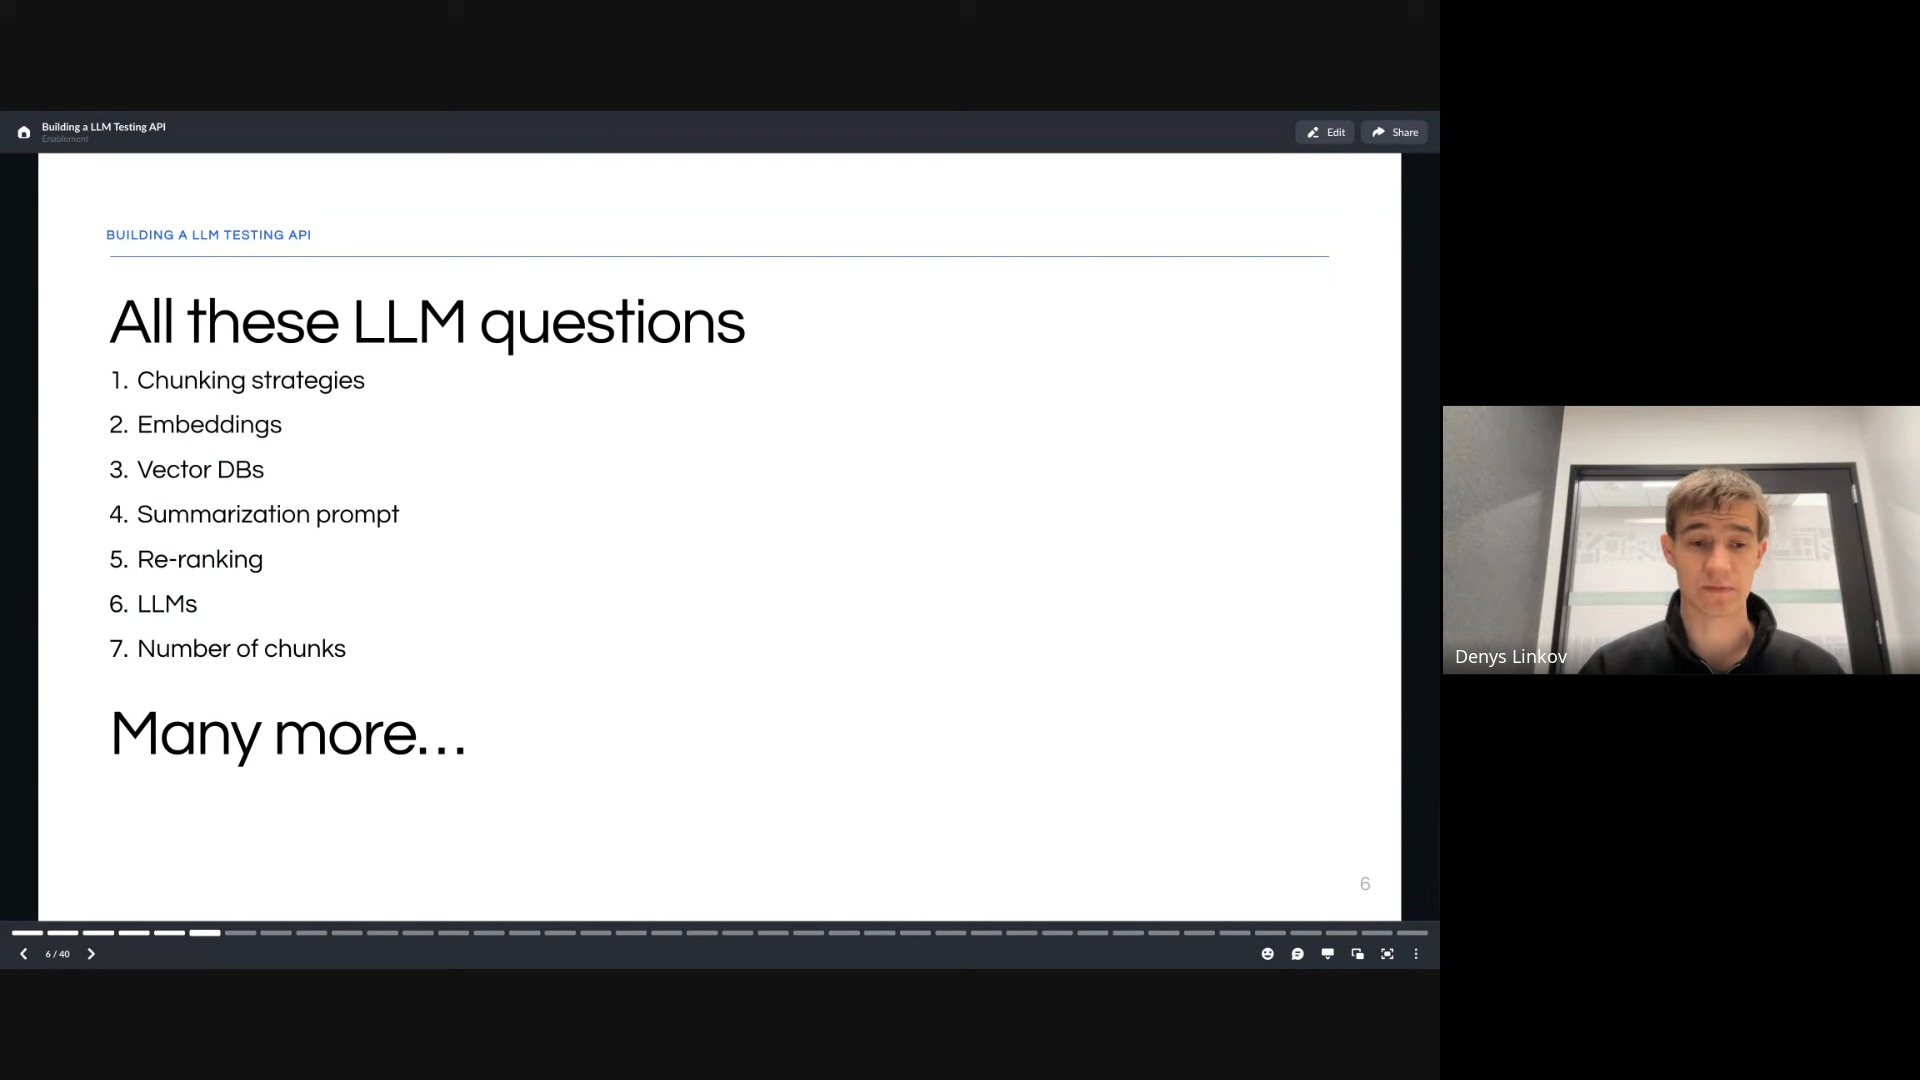 Building a LLM Testing API
Enablement
Edit
Share
BUILDING A LLM TESTING API
All these LLM questions
1. Chunking strategies
2. Embeddings
3. Vector DBs
4. Summarization prompt
5. Re-ranking
6. LLMs
7. Number of chunks
Many more...
6
6 / 40
Denys Linkov